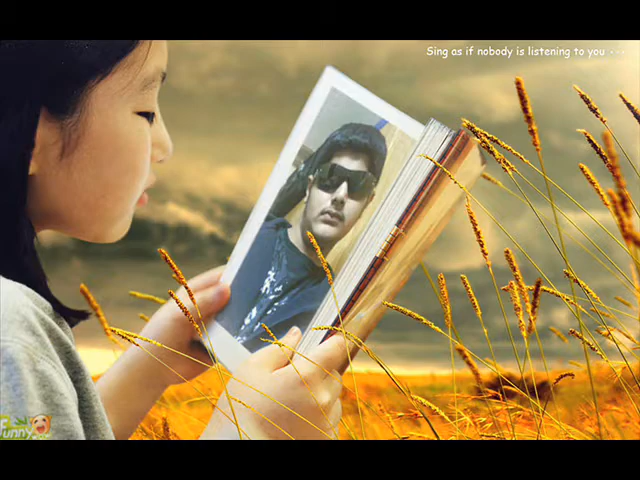 Sing as if nobody is listening to you ---
Funny